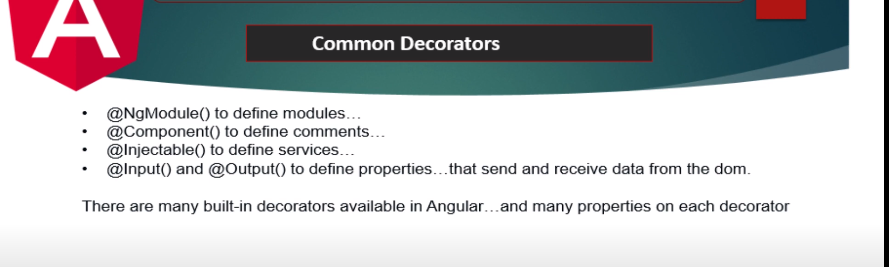 A
Common Decorators
• @NgModule() to define modules…
• @Component() to define comments…
• @Injectable() to define services…
• @Input() and @Output() to define properties…that send and receive data from the dom.
There are many built-in decorators available in Angular…and many properties on each decorator